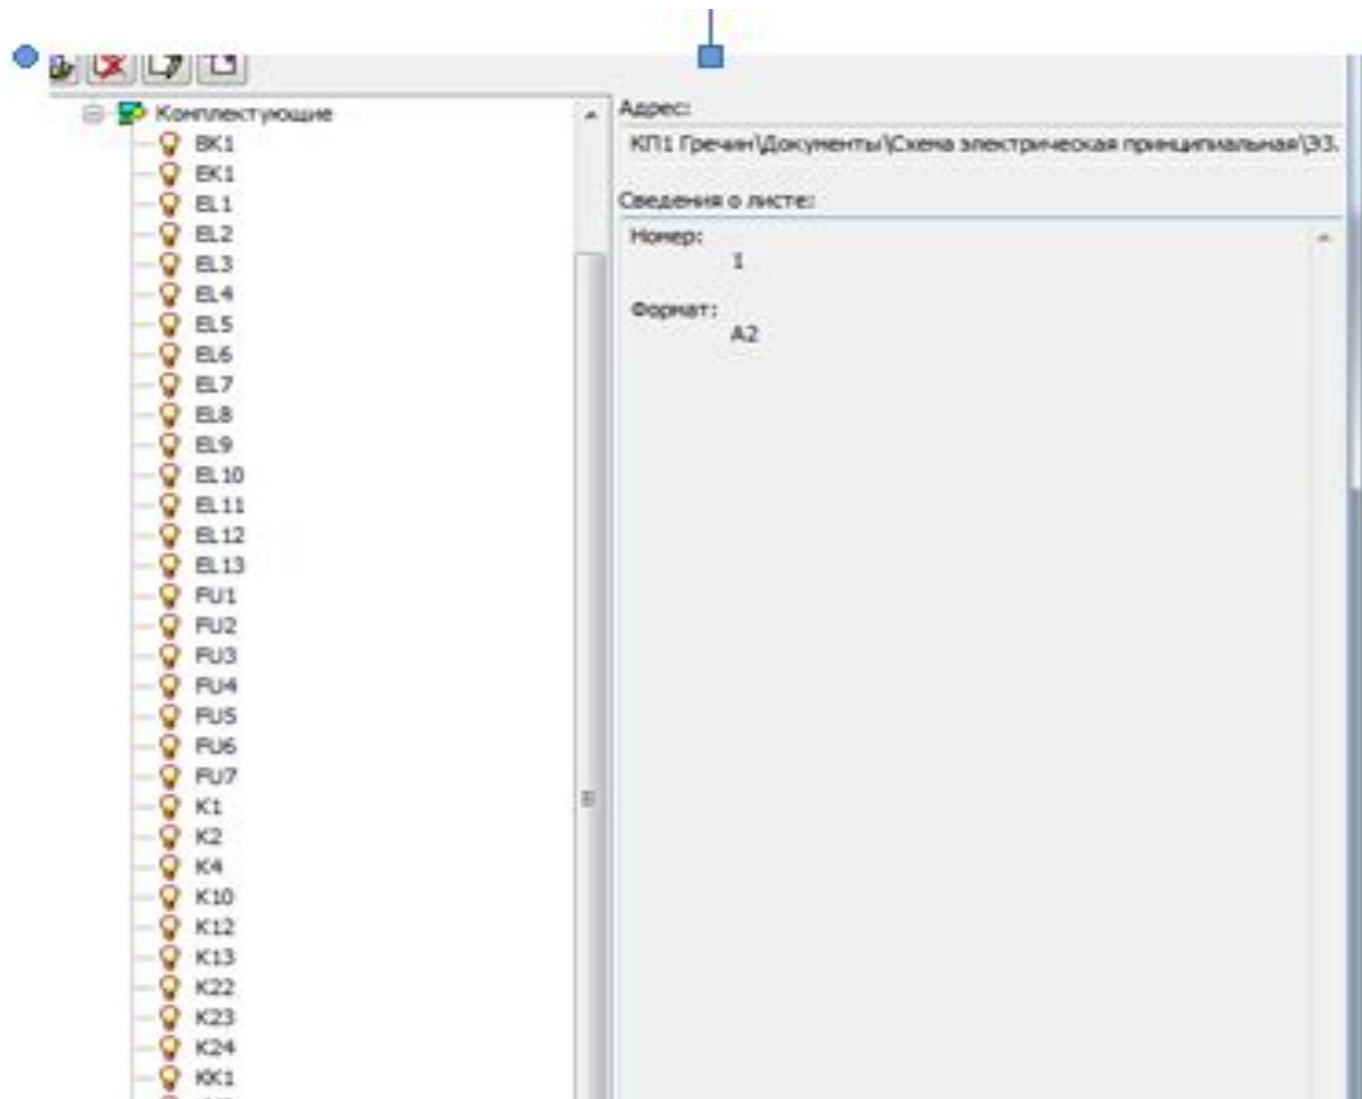 Комплектующие
BK1
EK1
EL1
EL2
EL3
EL4
EL5
EL6
EL7
EL8
EL9
EL10
EL11
EL12
EL13
FU1
FU2
FU3
FU4
FU5
FU6
FU7
K1
K2
K4
K10
K12
K13
K22
K23
K24
KK1
Адрес:
КП1 Гречин\Документы\Схема электрическая принципиальная\Э3.
Сведения о листе:
Номер:
1
Формат:
A2